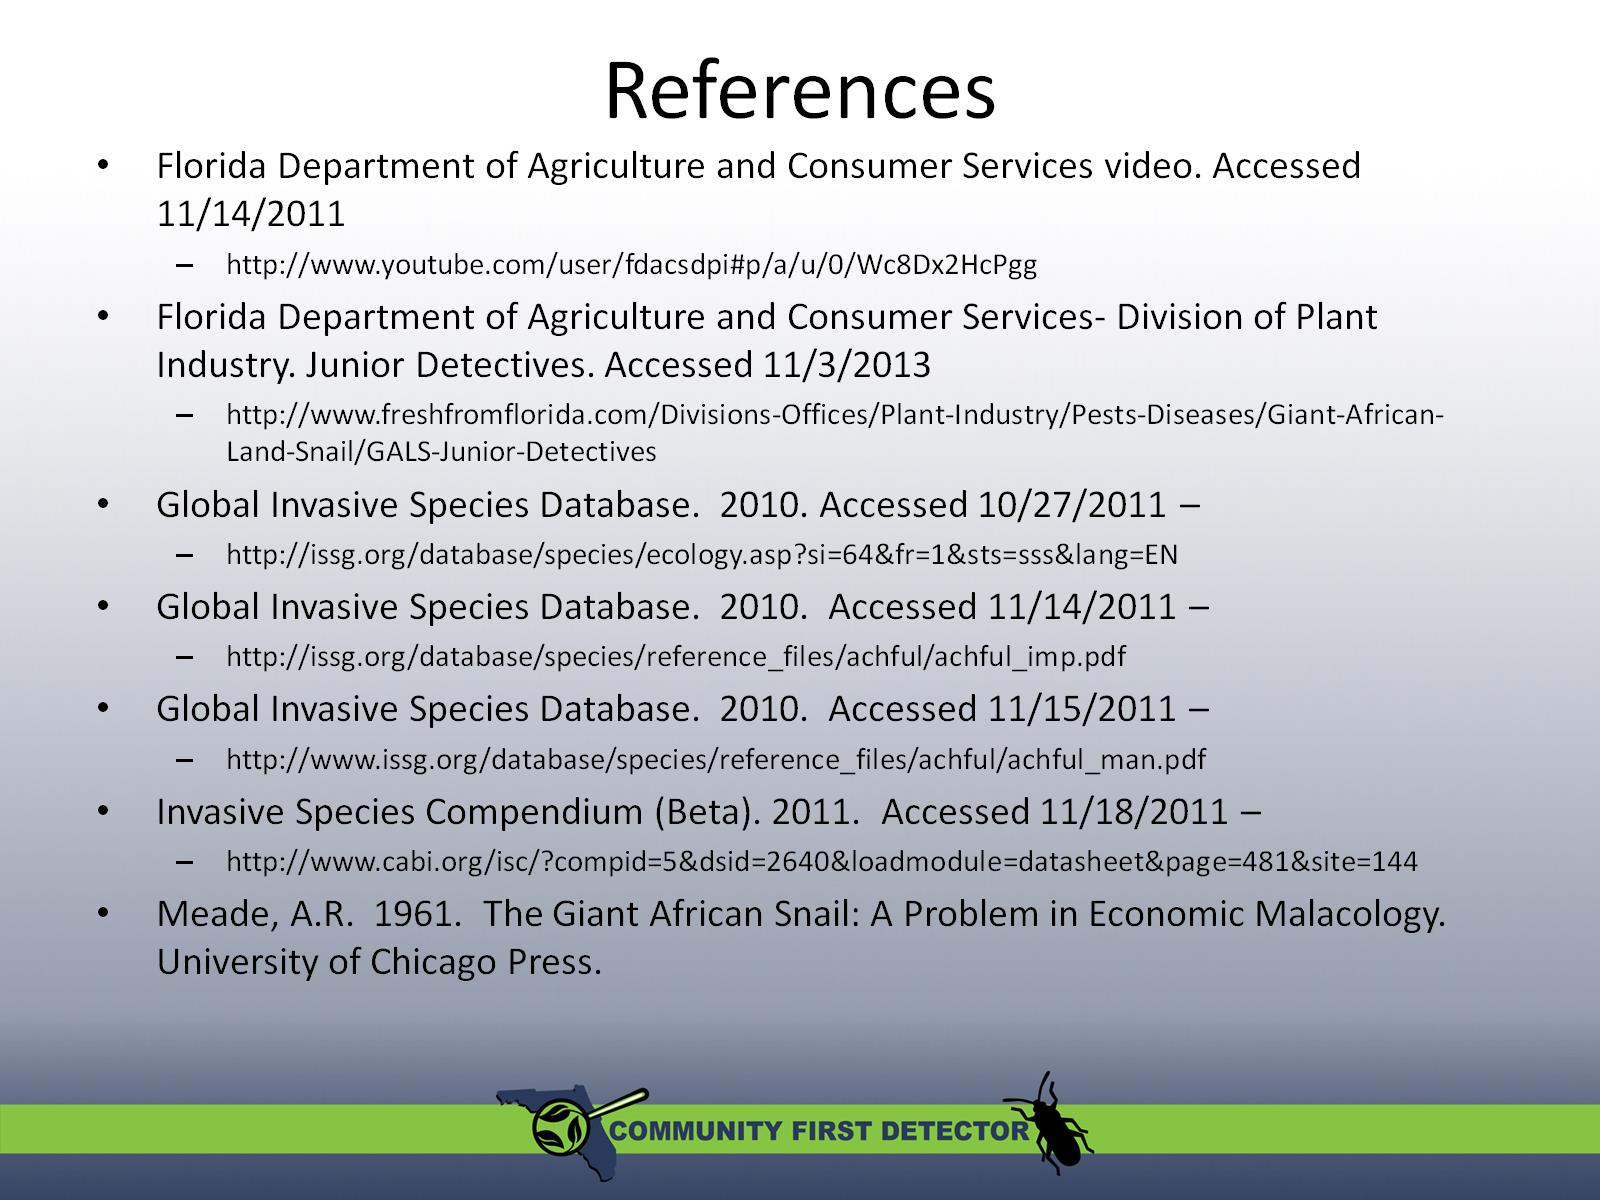 References
• Florida Department of Agriculture and Consumer Services video. Accessed
11/14/2011
– http://www.youtube.com/user/fdacsdpi#p/a/u/0/Wc8Dx2HcPgg
• Florida Department of Agriculture and Consumer Services- Division of Plant
Industry. Junior Detectives. Accessed 11/3/2013
– http://www.freshfromflorida.com/Divisions-Offices/Plant-Industry/Pests-Diseases/Giant-African-
Land-Snail/GALS-Junior-Detectives
• Global Invasive Species Database.  2010. Accessed 10/27/2011 –
– http://issg.org/database/species/ecology.asp?si=64&fr=1&sts=sss&lang=EN
• Global Invasive Species Database.  2010.  Accessed 11/14/2011 –
– http://issg.org/database/species/reference_files/achful/achful_imp.pdf
• Global Invasive Species Database.  2010.  Accessed 11/15/2011 –
– http://www.issg.org/database/species/reference_files/achful/achful_man.pdf
• Invasive Species Compendium (Beta). 2011.  Accessed 11/18/2011 –
– http://www.cabi.org/isc/?compid=5&dsid=2640&loadmodule=datasheet&page=481&site=144
• Meade, A.R.  1961.  The Giant African Snail: A Problem in Economic Malacology.
University of Chicago Press.
COMMUNITY FIRST DETECTOR